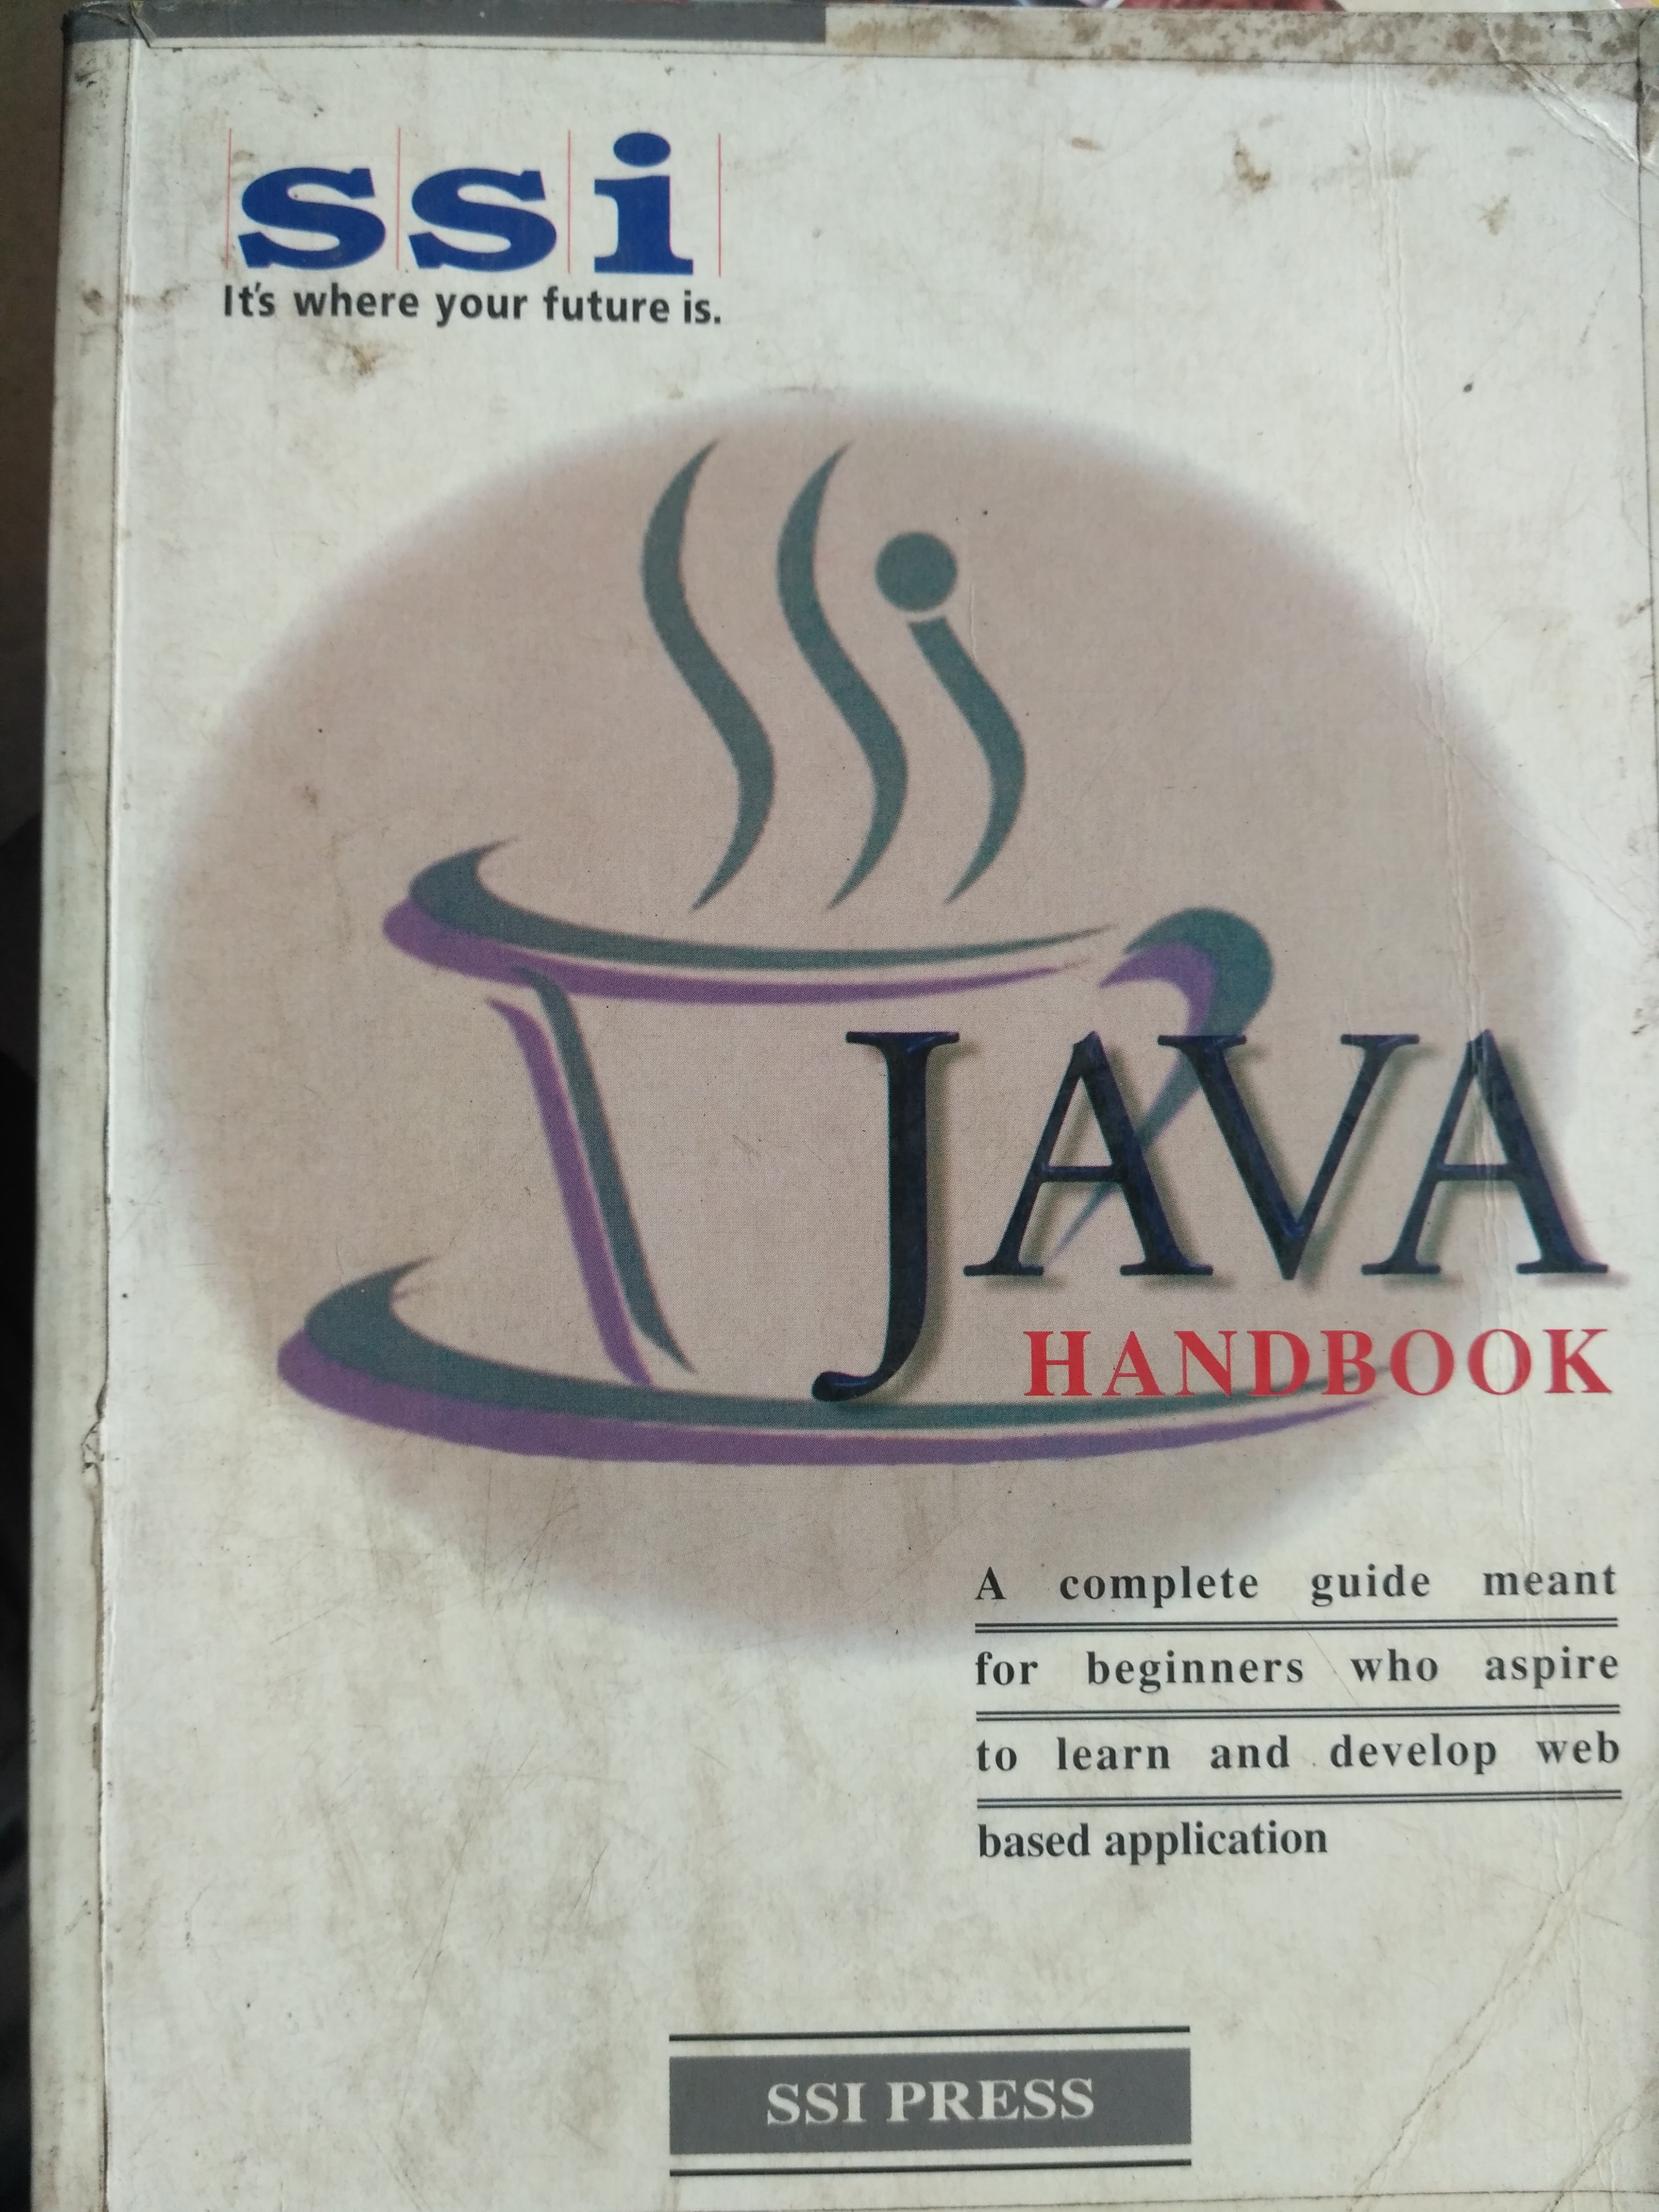 ssi
It's where your future is.
JAVA
HANDBOOK
A complete guide meant
for beginners who aspire
to learn and develop web
based application
SSI PRESS